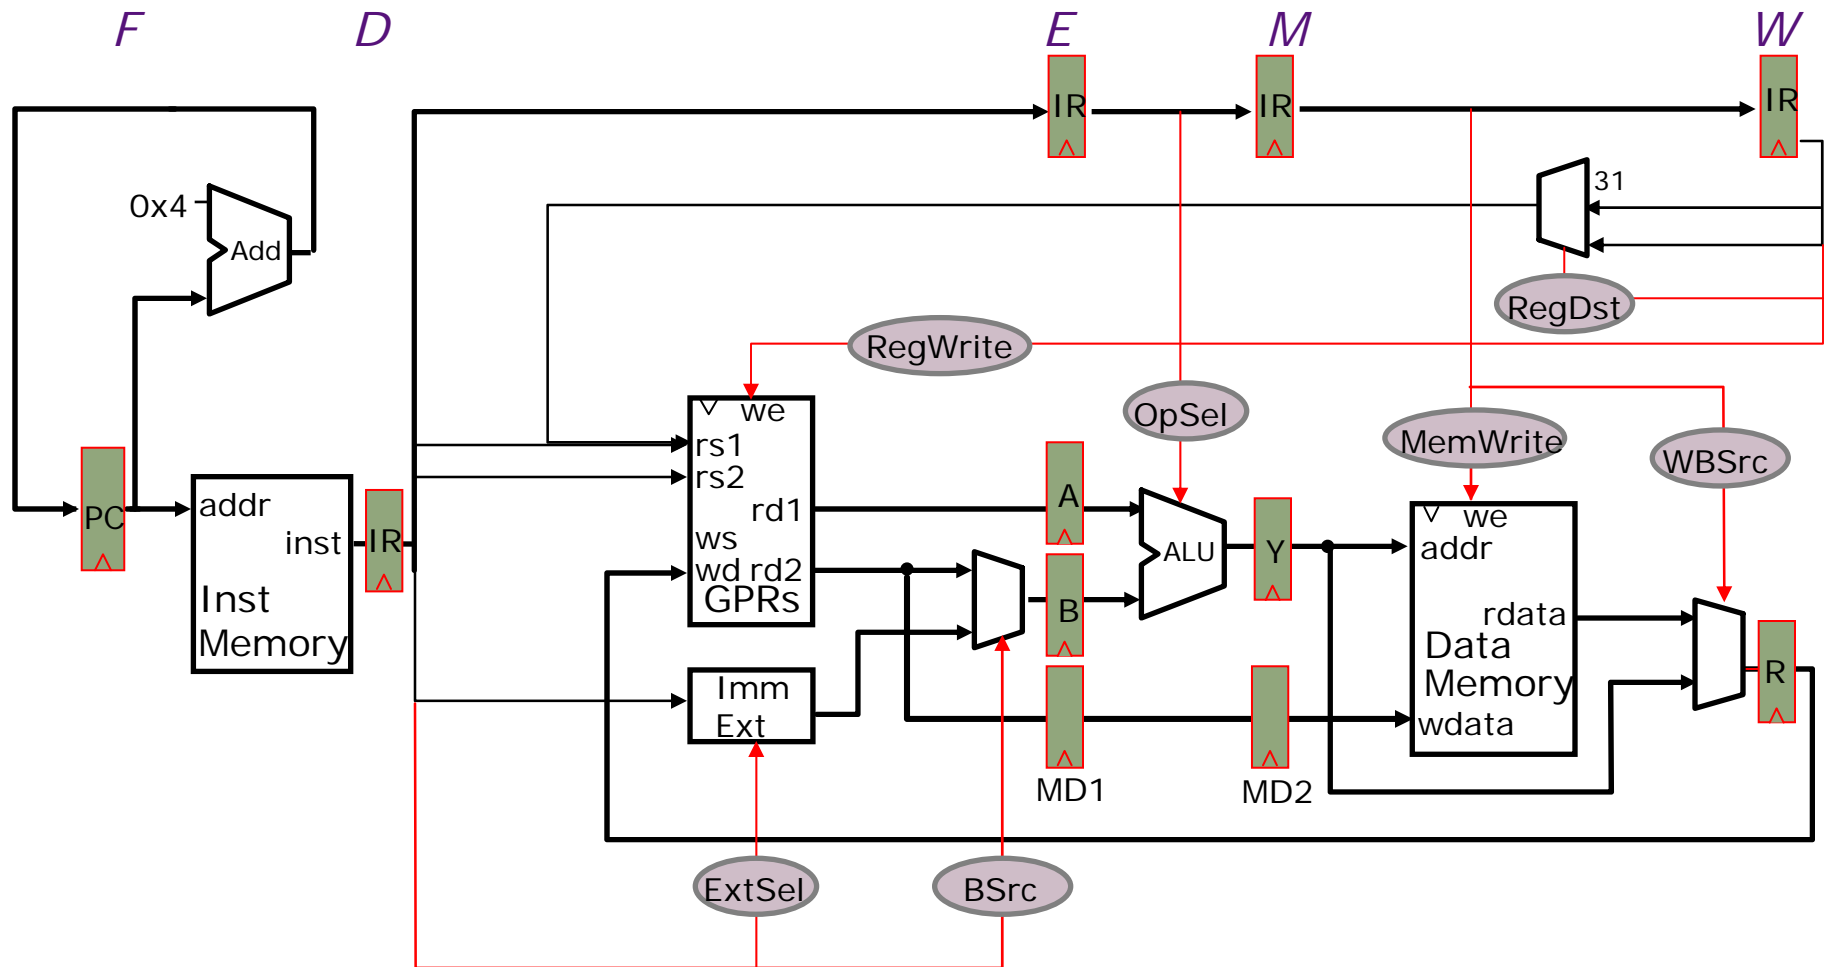 F D E M W
IR IR IR
31
0x4
Add
RegDst
RegWrite
we
OpSel
rs1
MemWrite
rs2
WBSrc
PC
addr
inst
IR
Inst
Memory
rd1
ws
wd rd2
GPRs
A
B
ALU
Y
we
addr
rdata
Data
Memory
wdata
R
Imm
Ext
MD1
MD2
ExtSel
BSrc